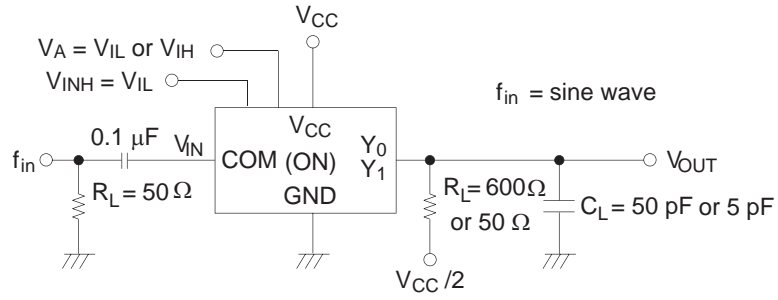 VCC
VA = VIL or VIH
VINH = VIL
fin = sine wave
0.1 μF
VIN
VCC
fin
COM (ON)
Y0
Y1
VOUT
RL = 50 Ω
GND
RL = 600Ω
or 50 Ω
CL = 50 pF or 5 pF
VCC /2